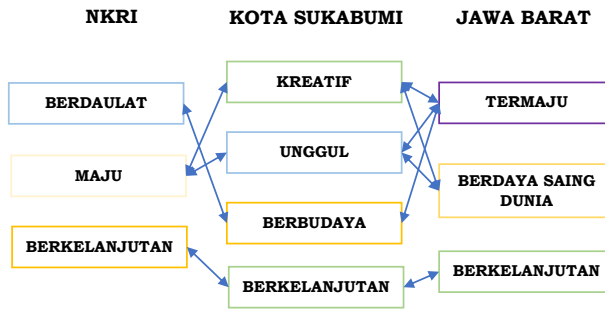 NKRI
KOTA SUKABUMI
JAWA BARAT
BERDAULAT
MAJU
BERKELANJUTAN
KREATIF
UNGGUL
BERBUDAYA
BERKELANJUTAN
TERMAJU
BERDAYA SAING
DUNIA
BERKELANJUTAN